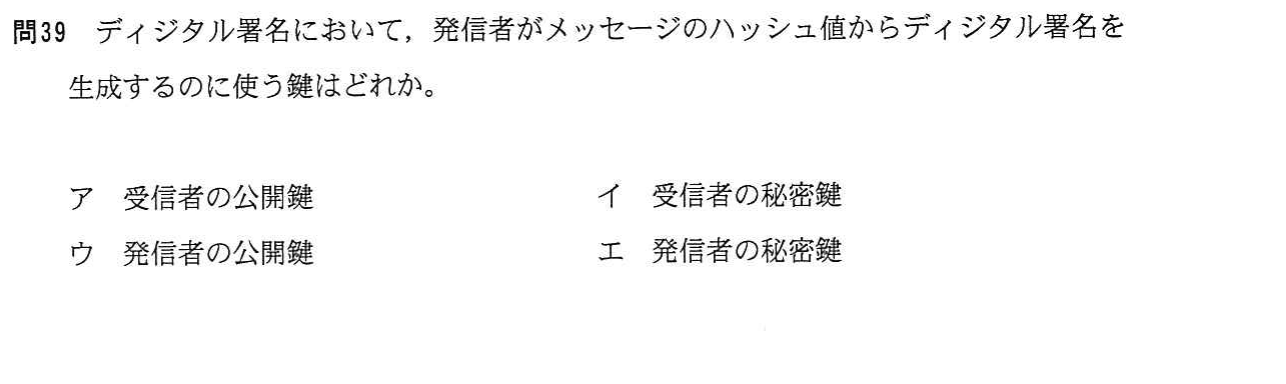 問39 ディジタル署名において，発信者がメッセージのハッシュ値からディジタル署名を
生成するのに使う鍵はどれか。
ア 受信者の公開鍵 イ 受信者の秘密鍵
ウ 発信者の公開鍵 エ 発信者の秘密鍵